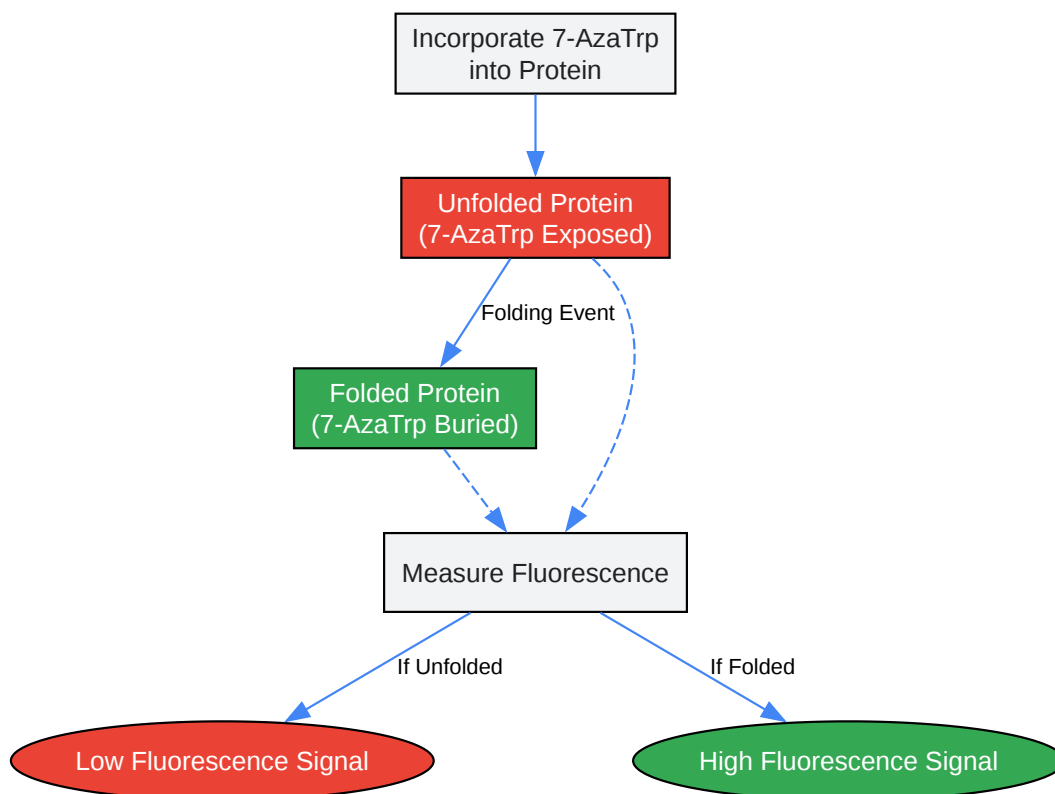 Incorporate 7-AzaTrp
into Protein
Unfolded Protein
(7-AzaTrp Exposed)
Folding Event
Folded Protein
(7-AzaTrp Buried)
Measure Fluorescence
If Unfolded
If Folded
Low Fluorescence Signal
High Fluorescence Signal